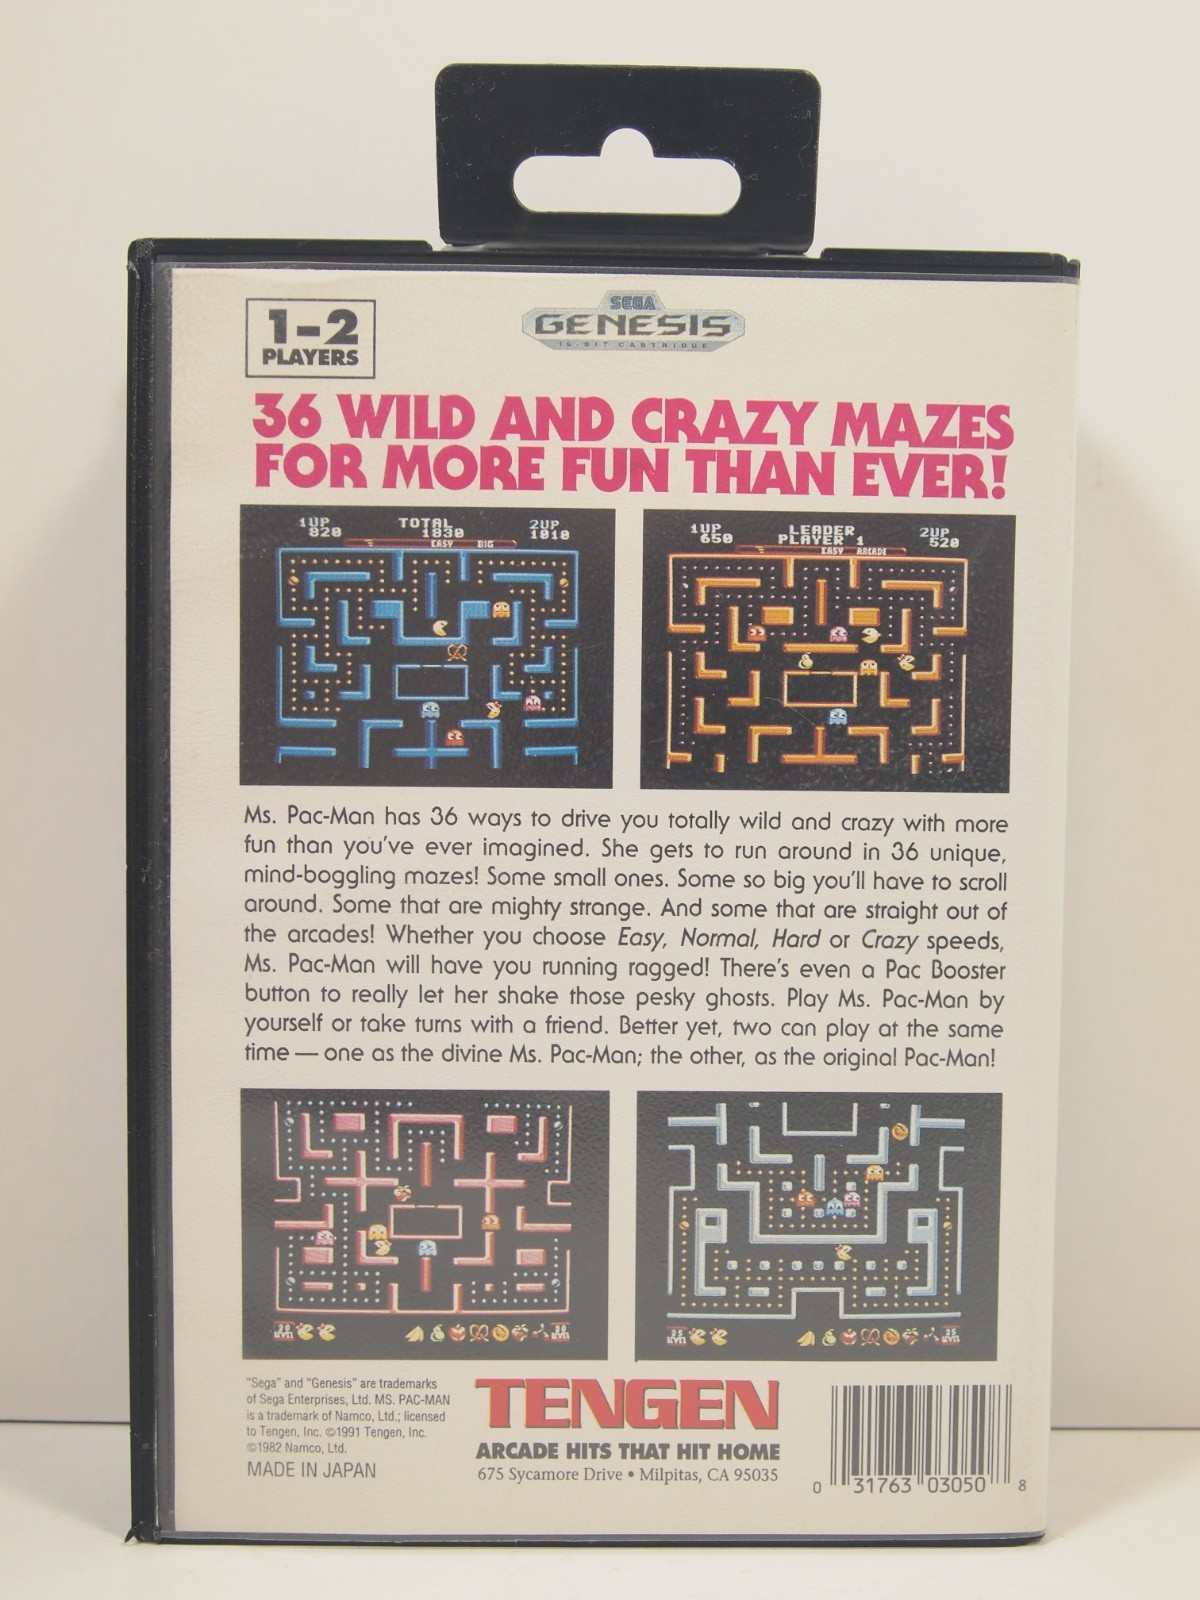 SEGA
GENESIS
16-BIT CARTRIDGE
1-2
PLAYERS
36 WILD AND CRAZY MAZES
FOR MORE FUN THAN EVER!
1UP TOTAL 2UP
820 1830 1010
EASY BIG
1UP LEADER 2UP
650 PLAYER 1 520
EASY ARCADE
Ms. Pac-Man has 36 ways to drive you totally wild and crazy with more
fun than you've ever imagined. She gets to run around in 36 unique,
mind-boggling mazes! Some small ones. Some so big you'll have to scroll
around. Some that are mighty strange. And some that are straight out of
the arcades! Whether you choose Easy, Normal, Hard or Crazy speeds,
Ms. Pac-Man will have you running ragged! There's even a Pac Booster
button to really let her shake those pesky ghosts. Play Ms. Pac-Man by
yourself or take turns with a friend. Better yet, two can play at the same
time — one as the divine Ms. Pac-Man; the other, as the original Pac-Man!
20 20
LEVEL LEVEL
25 25
LEVEL LEVEL
"Sega" and "Genesis" are trademarks
of Sega Enterprises, Ltd. MS. PAC-MAN
is a trademark of Namco, Ltd.; licensed
to Tengen, Inc. ©1991 Tengen, Inc.
©1982 Namco, Ltd.
MADE IN JAPAN
TENGEN
ARCADE HITS THAT HIT HOME
675 Sycamore Drive • Milpitas, CA 95035
0 31763 03050 8